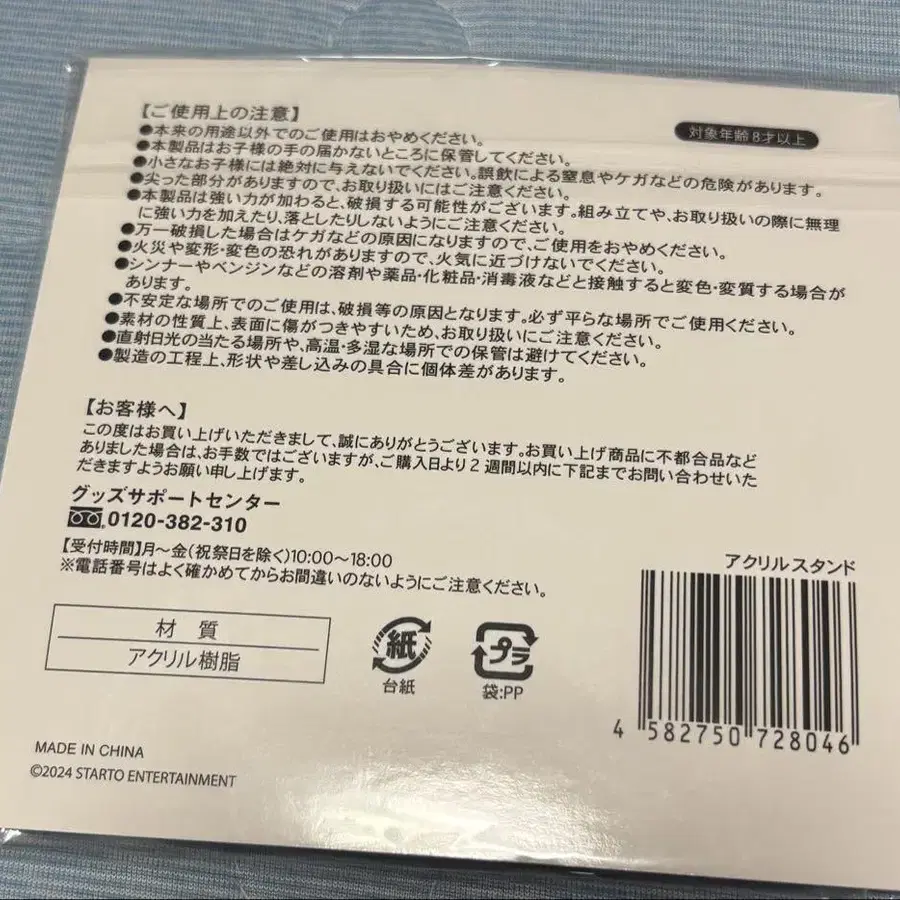 【ご使用上の注意】
対象年齢8才以上
●本来の用途以外でのご使用はおやめください。
●本製品はお子様の手の届かないところに保管してください。
●小さなお子様には絶対に与えないでください。誤飲による窒息やケガなどの危険があります。
●尖った部分がありますので、お取り扱いにはご注意ください。
●本製品は強い力が加わると、破損する可能性がございます。組み立てや、お取り扱いの際に無理
に強い力を加えたり、落としたりしないようにご注意ください。
●万一破損した場合はケガなどの原因になりますので、ご使用をおやめください。
●火災や変形・変色の恐れがありますので、火気に近づけないでください。
●シンナーやベンジンなどの溶剤や薬品・化粧品・消毒液などと接触すると変色・変質する場合が
あります。
●不安定な場所でのご使用は、破損等の原因となります。必ず平らな場所でご使用ください。
●素材の性質上、表面に傷がつきやすいため、お取り扱いにご注意ください。
●直射日光の当たる場所や、高温・多湿な場所での保管は避けてください。
●製造の工程上、形状や差し込みの具合に個体差があります。
【お客様へ】
この度はお買い上げいただきまして、誠にありがとうございます。お買い上げ商品に不都合品など
ありました場合は、お手数ではございますが、ご購入日より2週間以内に下記までお問い合わせいた
だきますようお願い申し上げます。
グッズサポートセンター
0120-382-310
【受付時間】月〜金(祝祭日を除く)10:00〜18:00
※電話番号はよく確かめてからお間違いのないようにご注意ください。
アクリルスタンド
材 質
アクリル樹脂
紙
台紙
プラ
袋:PP
4 582750 728046
MADE IN CHINA
©2024 STARTO ENTERTAINMENT